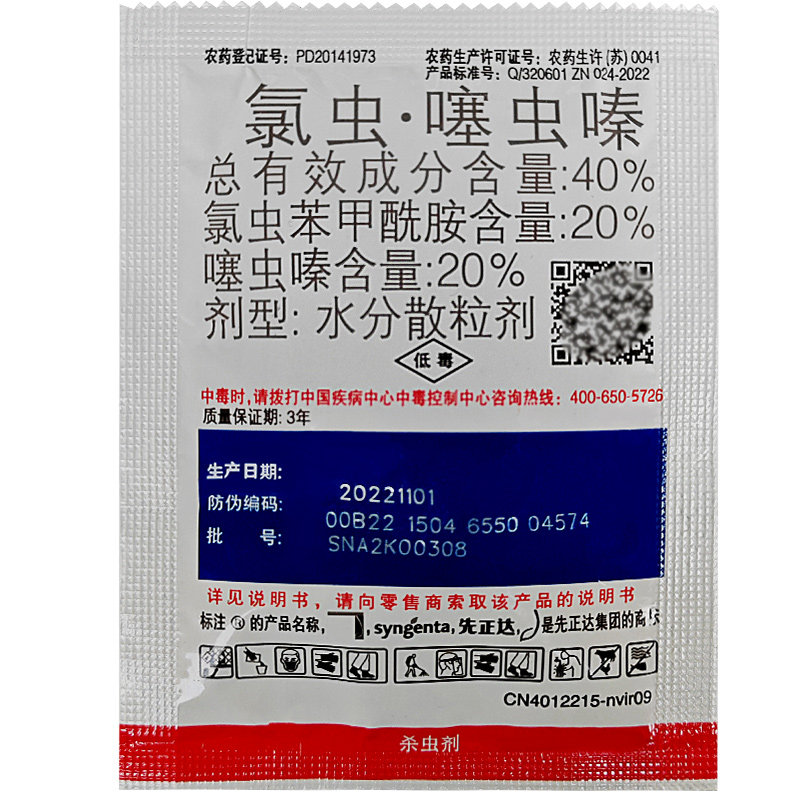 农药登记证号：PD20141973
农药生产许可证号：农药生许(苏)0041
产品标准号：Q/320601 ZN 024-2022
氯虫·噻虫嗪
总有效成分含量:40%
氯虫苯甲酰胺含量:20%
噻虫嗪含量:20%
剂型: 水分散粒剂
低毒
中毒时,请拨打中国疾病中心中毒控制中心咨询热线：400-650-5726
质量保证期: 3年
生产日期: 20221101
防伪编码: 00B22 1504 6550 04574
批 号: SNA2K00308
详见说明书，请向零售商索取该产品的说明书
标注 ® 的产品名称, syngenta, 先正达, 是先正达集团的商标
CN4012215-nvir09
杀虫剂